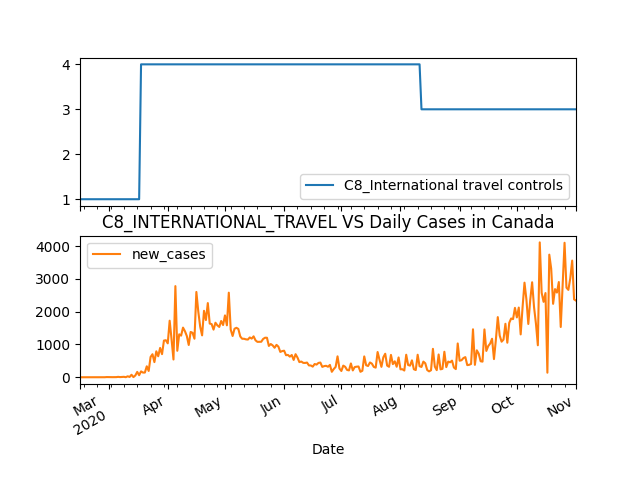 4
3
2
1
C8_International travel controls
C8_INTERNATIONAL_TRAVEL VS Daily Cases in Canada
4000
3000
2000
1000
0
new_cases
Mar
2020
Apr
May
Jun
Jul
Aug
Sep
Oct
Nov
Date